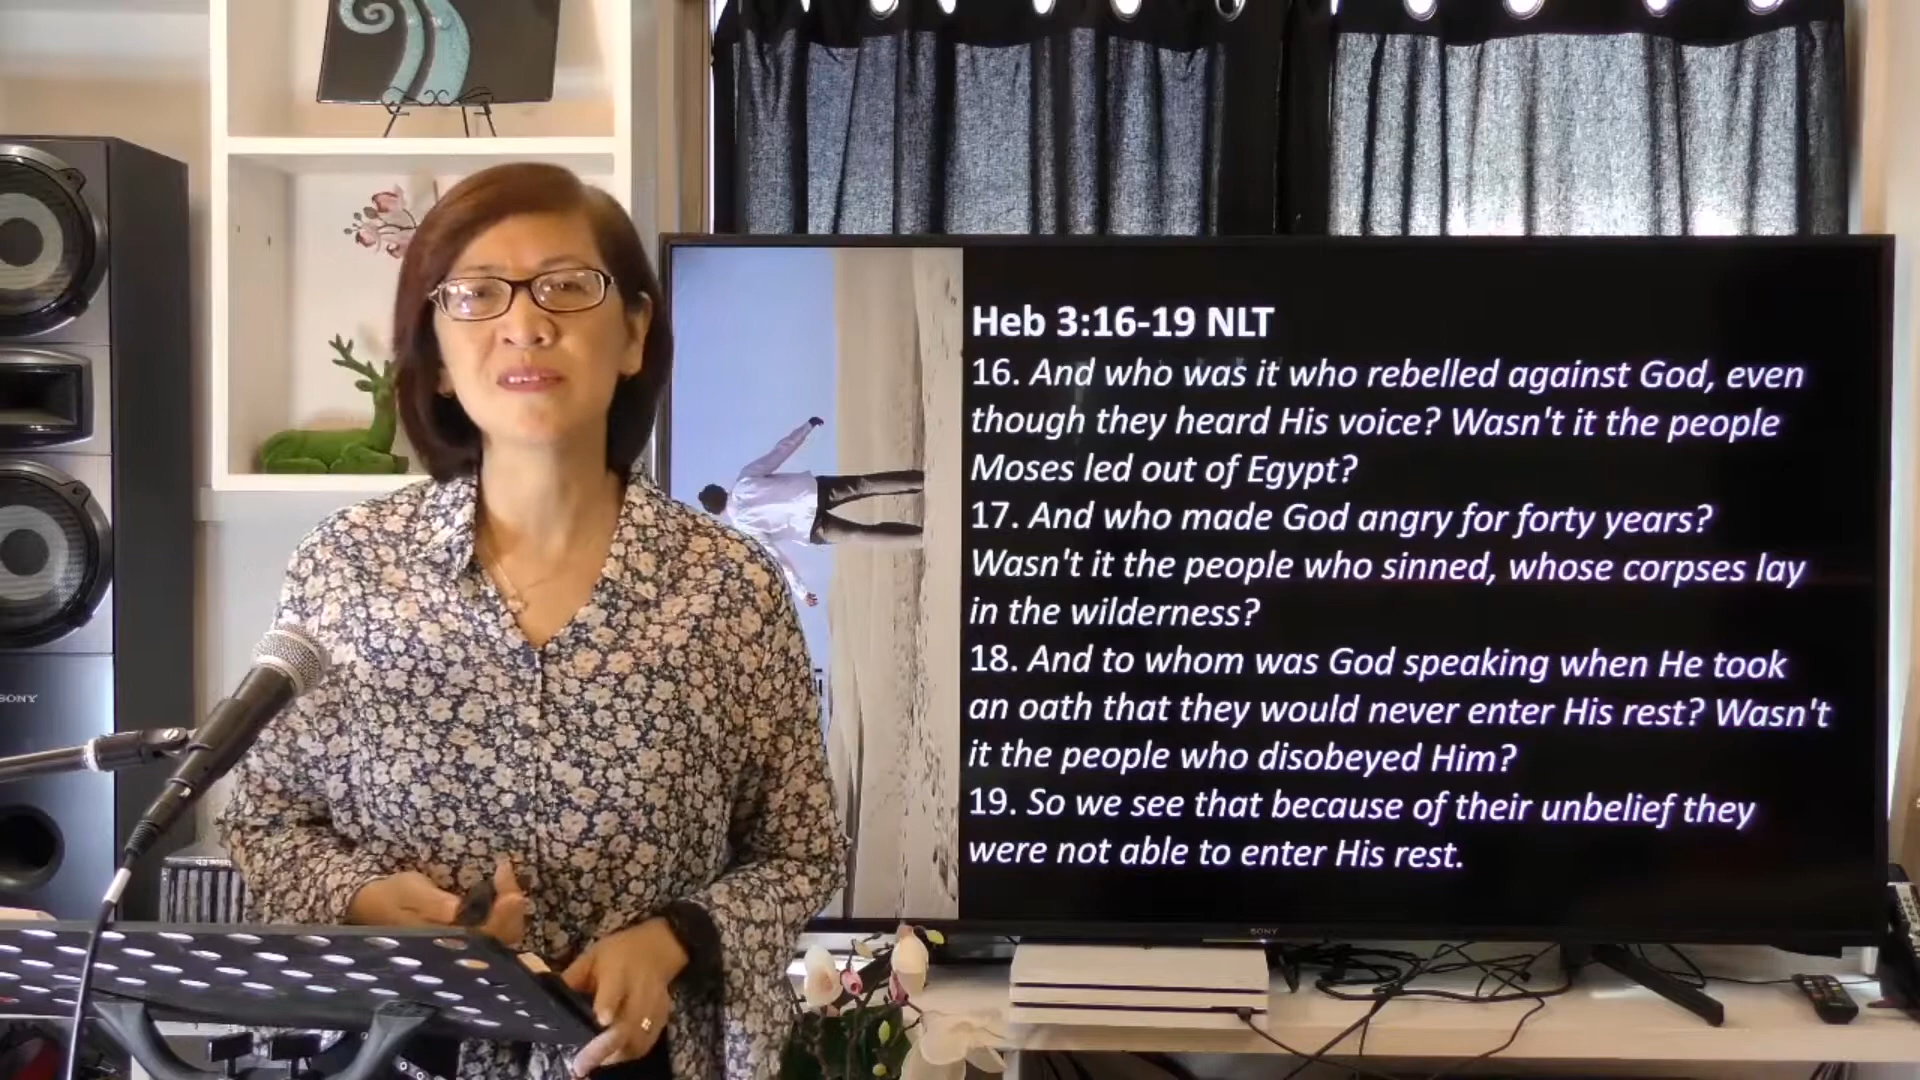 Heb 3:16-19 NLT
16. And who was it who rebelled against God, even
though they heard His voice? Wasn't it the people
Moses led out of Egypt?
17. And who made God angry for forty years?
Wasn't it the people who sinned, whose corpses lay
in the wilderness?
18. And to whom was God speaking when He took
an oath that they would never enter His rest? Wasn't
it the people who disobeyed Him?
19. So we see that because of their unbelief they
were not able to enter His rest.
SONY
SONY